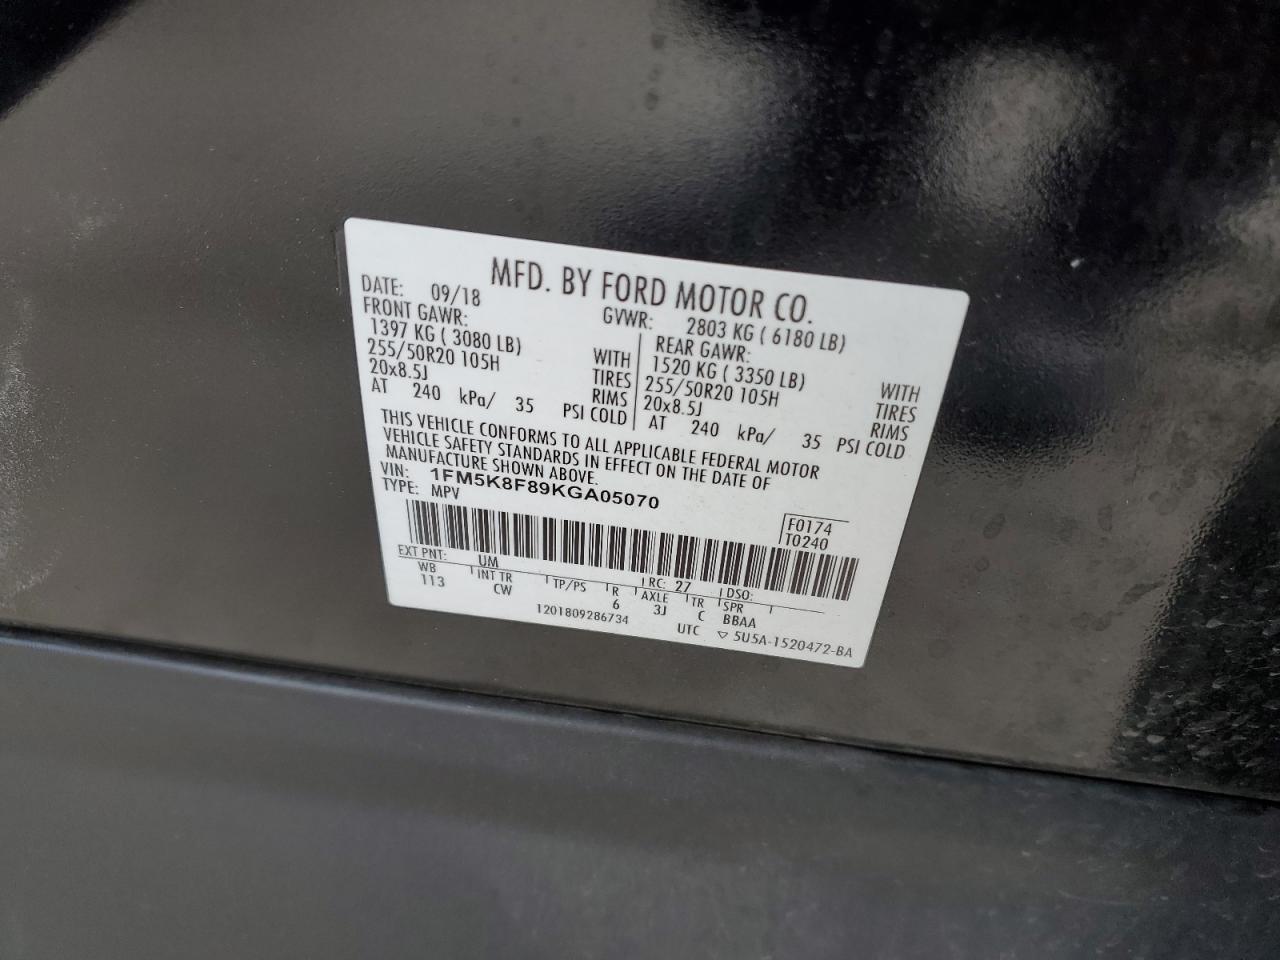 MFD. BY FORD MOTOR CO.
DATE: 09/18 GVWR: 2803 KG ( 6180 LB)
FRONT GAWR: REAR GAWR:
1397 KG ( 3080 LB) WITH 1520 KG ( 3350 LB) WITH
255/50R20 105H TIRES 255/50R20 105H TIRES
20x8.5J RIMS 20x8.5J RIMS
AT 240 kPa/ 35 PSI COLD AT 240 kPa/ 35 PSI COLD
THIS VEHICLE CONFORMS TO ALL APPLICABLE FEDERAL MOTOR
VEHICLE SAFETY STANDARDS IN EFFECT ON THE DATE OF
MANUFACTURE SHOWN ABOVE.
VIN: 1FM5K8F89KGA05070
TYPE: MPV
F0174
T0240
EXT PNT: UM RC: 27 DSO:
WB INT TR TP/PS R AXLE TR SPR
113 CW 6 3J C BBAA
1201809286734 UTC ▽ 5U5A-1520472-BA